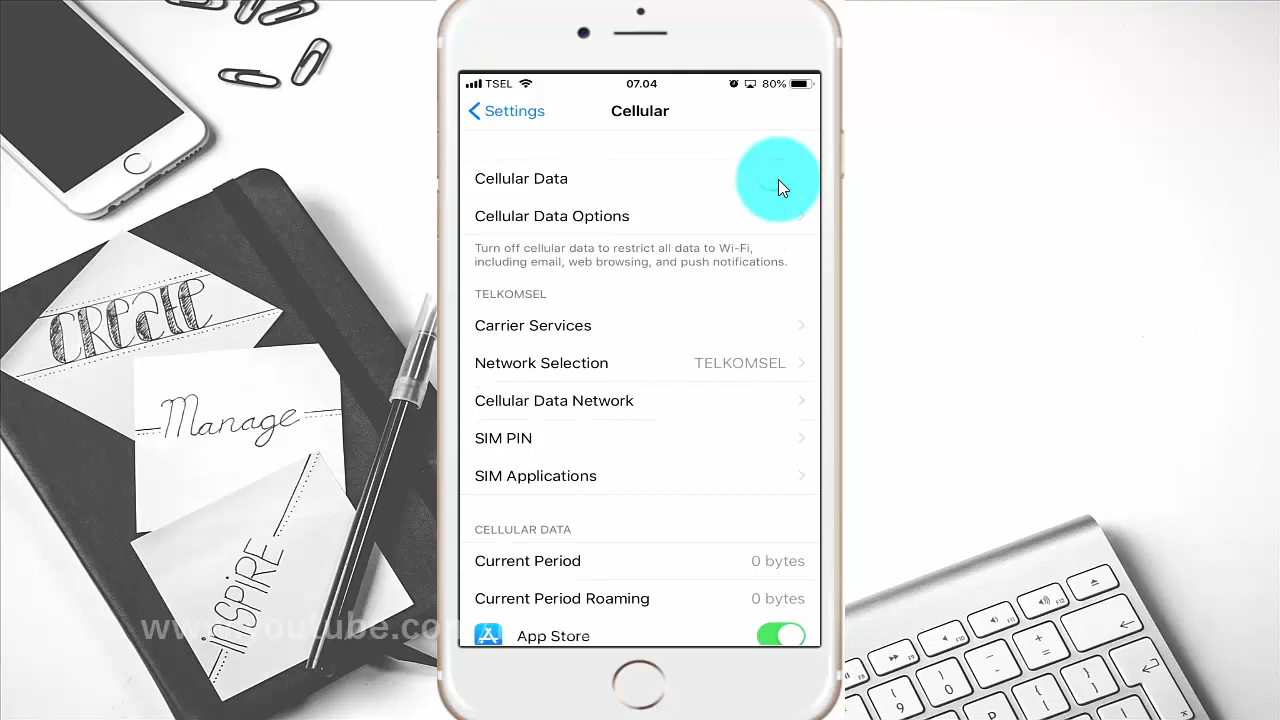 TSEL 07.04 80%
Settings Cellular
Cellular Data
Cellular Data Options
Turn off cellular data to restrict all data to Wi-Fi,
including email, web browsing, and push notifications.
TELKOMSEL
Carrier Services
Network Selection TELKOMSEL
Cellular Data Network
SIM PIN
SIM Applications
CELLULAR DATA
Current Period 0 bytes
Current Period Roaming 0 bytes
App Store
CREATE
Manage
INSPIRE
www.youtube.com